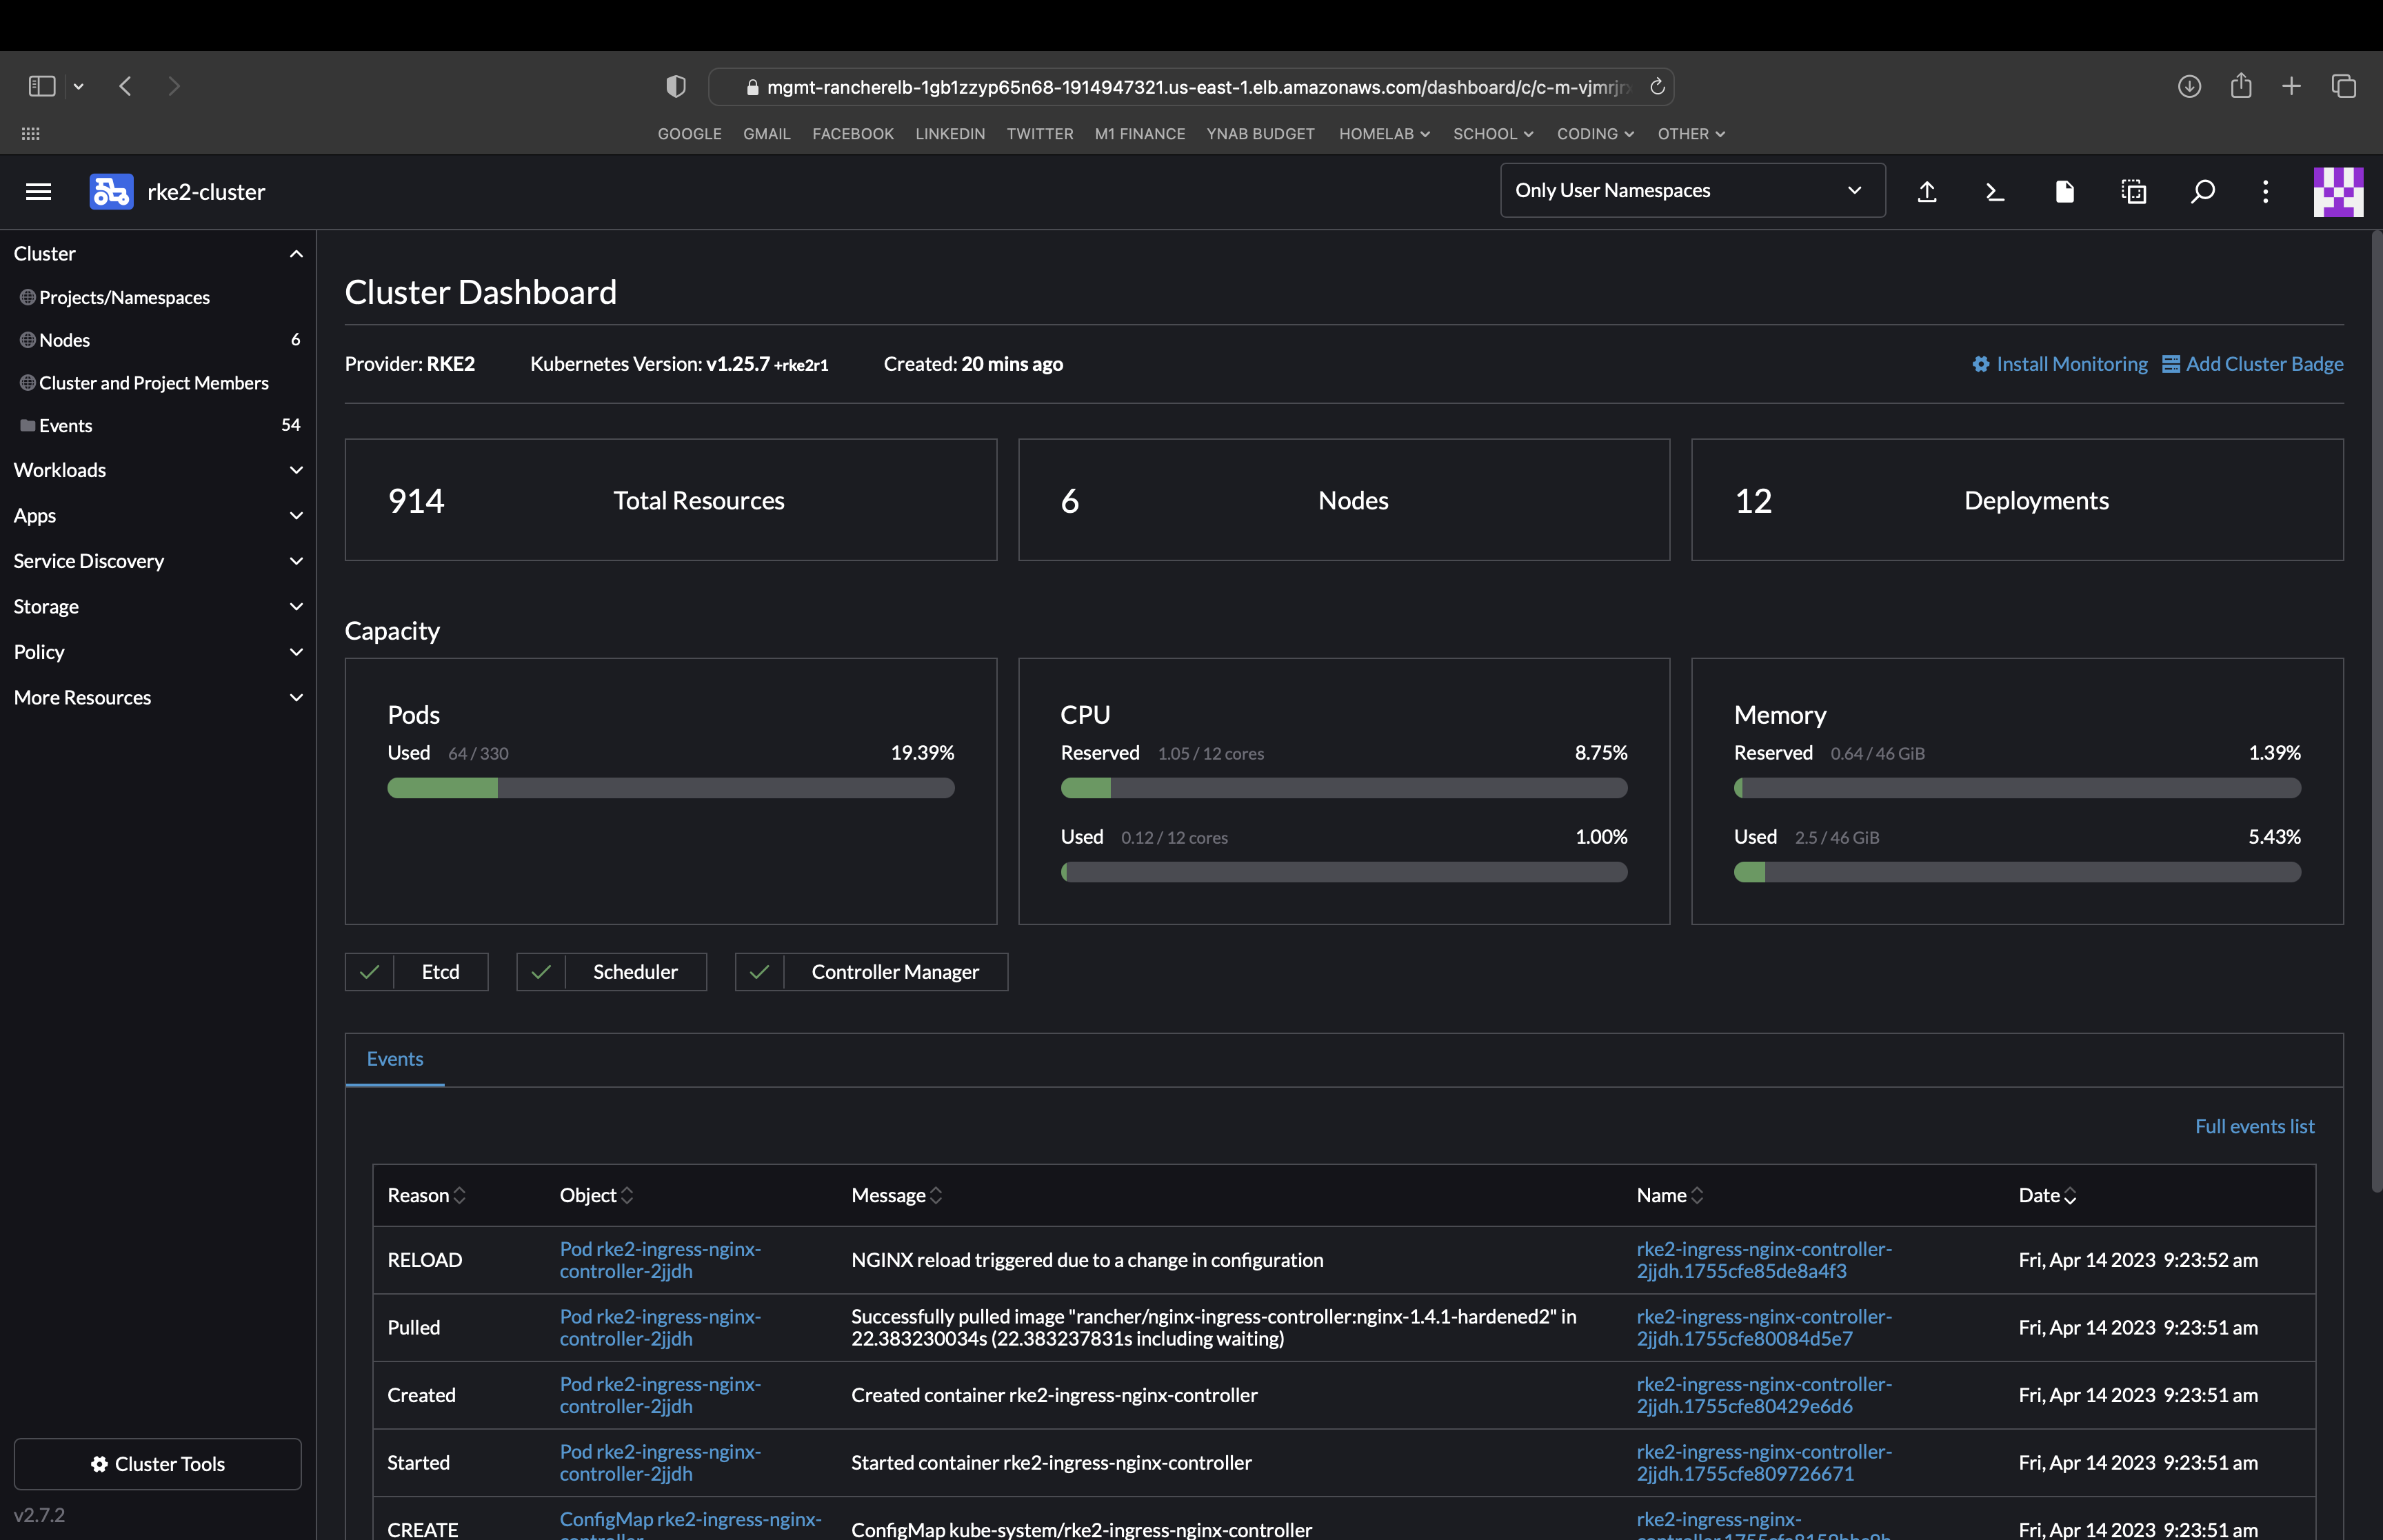 mgmt-rancherelb-1gb1zzyp65n68-1914947321.us-east-1.elb.amazonaws.com/dashboard/c/c-m-vjmrjr
GOOGLE GMAIL FACEBOOK LINKEDIN TWITTER M1 FINANCE YNAB BUDGET HOMELAB SCHOOL CODING OTHER
rke2-cluster
Only User Namespaces
Cluster
Projects/Namespaces
Nodes 6
Cluster and Project Members
Events 54
Workloads
Apps
Service Discovery
Storage
Policy
More Resources
Cluster Tools
v2.7.2
Cluster Dashboard
Provider: RKE2 Kubernetes Version: v1.25.7 +rke2r1 Created: 20 mins ago
Install Monitoring Add Cluster Badge
914 Total Resources
6 Nodes
12 Deployments
Capacity
Pods
Used 64 / 330 19.39%
CPU
Reserved 1.05 / 12 cores 8.75%
Used 0.12 / 12 cores 1.00%
Memory
Reserved 0.64 / 46 GiB 1.39%
Used 2.5 / 46 GiB 5.43%
Etcd
Scheduler
Controller Manager
Events
Full events list
Reason Object Message Name Date
RELOAD
Pod rke2-ingress-nginx-
controller-2jjdh
NGINX reload triggered due to a change in configuration
rke2-ingress-nginx-controller-
2jjdh.1755cfe85de8a4f3
Fri, Apr 14 2023 9:23:52 am
Pulled
Pod rke2-ingress-nginx-
controller-2jjdh
Successfully pulled image "rancher/nginx-ingress-controller:nginx-1.4.1-hardened2" in
22.383230034s (22.383237831s including waiting)
rke2-ingress-nginx-controller-
2jjdh.1755cfe80084d5e7
Fri, Apr 14 2023 9:23:51 am
Created
Pod rke2-ingress-nginx-
controller-2jjdh
Created container rke2-ingress-nginx-controller
rke2-ingress-nginx-controller-
2jjdh.1755cfe80429e6d6
Fri, Apr 14 2023 9:23:51 am
Started
Pod rke2-ingress-nginx-
controller-2jjdh
Started container rke2-ingress-nginx-controller
rke2-ingress-nginx-controller-
2jjdh.1755cfe809726671
Fri, Apr 14 2023 9:23:51 am
CREATE
ConfigMap rke2-ingress-nginx-
ConfigMap kube-system/rke2-ingress-nginx-controller
rke2-ingress-nginx-
Fri, Apr 14 2023 9:23:51 am